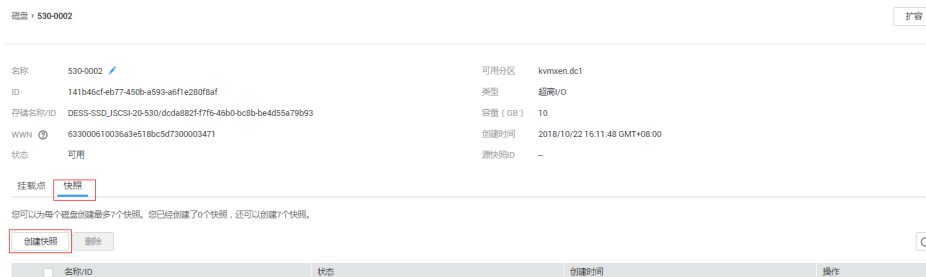 磁盘 › 530-0002
扩容
名称 530-0002 可用分区 kvmxen.dc1
ID 141b46cf-eb77-450b-a593-a6f1e280f8af 类型 超高I/O
存储名称/ID DESS-SSD_ISCSI-20-530/dcda882f-f7f6-46b0-bc8b-be4d55a79b93 容量（GB） 10
WWN ? 633000610036a3e518bc5d7300003471 创建时间 2018/10/22 16:11:48 GMT+08:00
状态 可用 源快照ID --
挂载点 快照
您可以为每个磁盘创建最多7个快照。您已经创建了0个快照，还可以创建7个快照。
创建快照 删除
名称/ID 状态 创建时间 操作